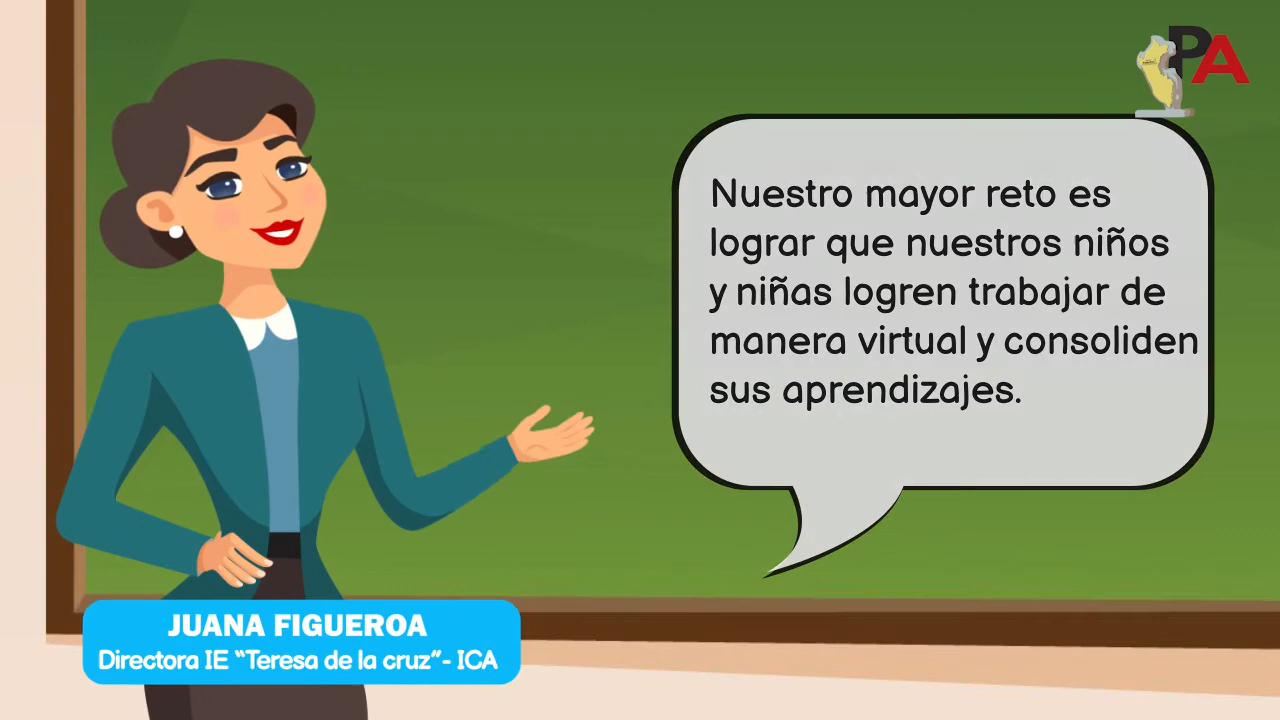 PA
Nuestro mayor reto es
lograr que nuestros niños
y niñas logren trabajar de
manera virtual y consoliden
sus aprendizajes.
JUANA FIGUEROA
Directora IE “Teresa de la cruz”- ICA